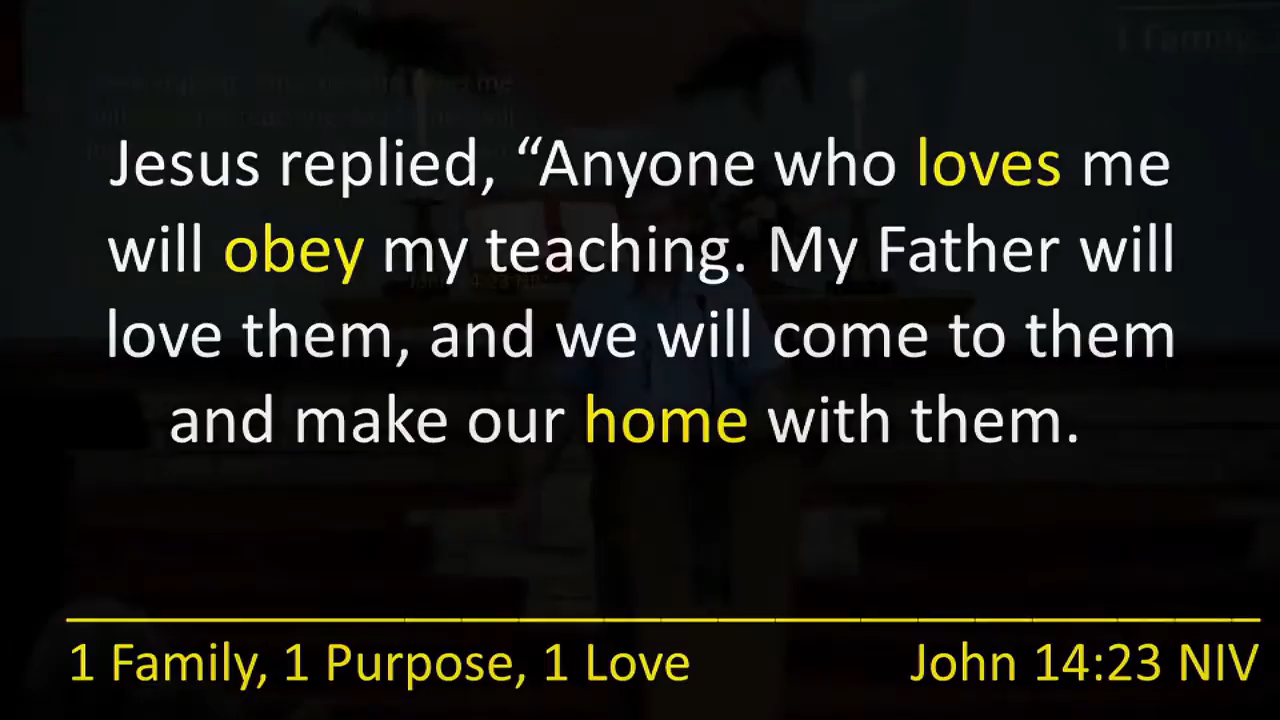 Jesus replied, “Anyone who loves me
will obey my teaching. My Father will
love them, and we will come to them
and make our home with them.
1 Family, 1 Purpose, 1 Love
John 14:23 NIV